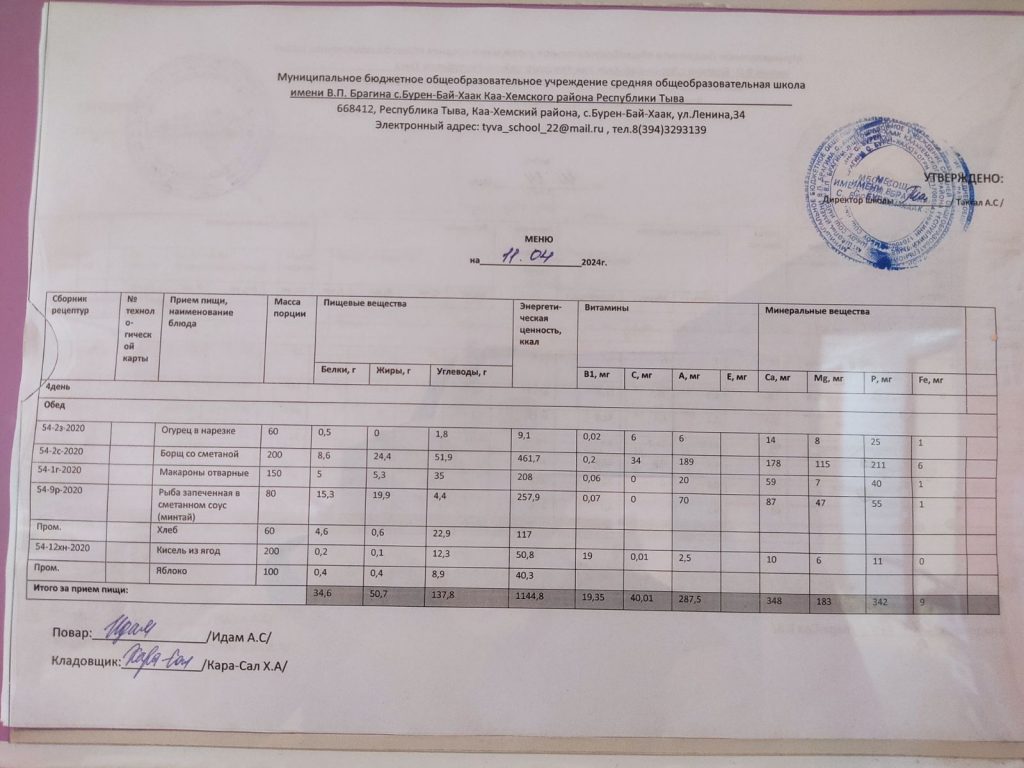 Муниципальное бюджетное общеобразовательное учреждение средняя общеобразовательная школа
имени В.П. Брагина с.Бурен-Бай-Хаак Каа-Хемского района Республики Тыва
668412, Республика Тыва, Каа-Хемский район, с.Бурен-Бай-Хаак, ул.Ленина,34
Электронный адрес: tyva_school_22@mail.ru , тел.8(394)3293139
УТВЕРЖДЕНО:
Директор школы / Такпал А.С/
МЕНЮ
на 11.04 2024г.
Сборник рецептур № техноло-гической карты Прием пищи, наименование блюда Масса порции Пищевые вещества Энергети-ческая ценность, ккал Витамины Минеральные вещества
Белки, г Жиры, г Углеводы, г В1, мг С, мг А, мг Е, мг Ca, мг Mg, мг Р, мг Fe, мг
4день
Обед
54-2з-2020 Огурец в нарезке 60 0,5 0 1,8 9,1 0,02 6 6 14 8 25 1
54-2с-2020 Борщ со сметаной 200 8,6 24,4 51,9 461,7 0,2 34 189 178 115 211 6
54-1г-2020 Макароны отварные 150 5 5,3 35 208 0,06 0 20 59 7 40 1
54-9р-2020 Рыба запеченная в 80 15,3 19,9 4,4 257,9 0,07 0 70 87 47 55 1
сметанном соус
(минтай)
Пром. Хлеб 60 4,6 0,6 22,9 117
54-12хн-2020 Кисель из ягод 200 0,2 0,1 12,3 50,8 19 0,01 2,5 10 6 11 0
Пром. Яблоко 100 0,4 0,4 8,9 40,3
Итого за прием пищи: 34,6 50,7 137,8 1144,8 19,35 40,01 287,5 348 183 342 9
Повар: Идам /Идам А.С/
Кладовщик: Кара-Сал /Кара-Сал Х.А/